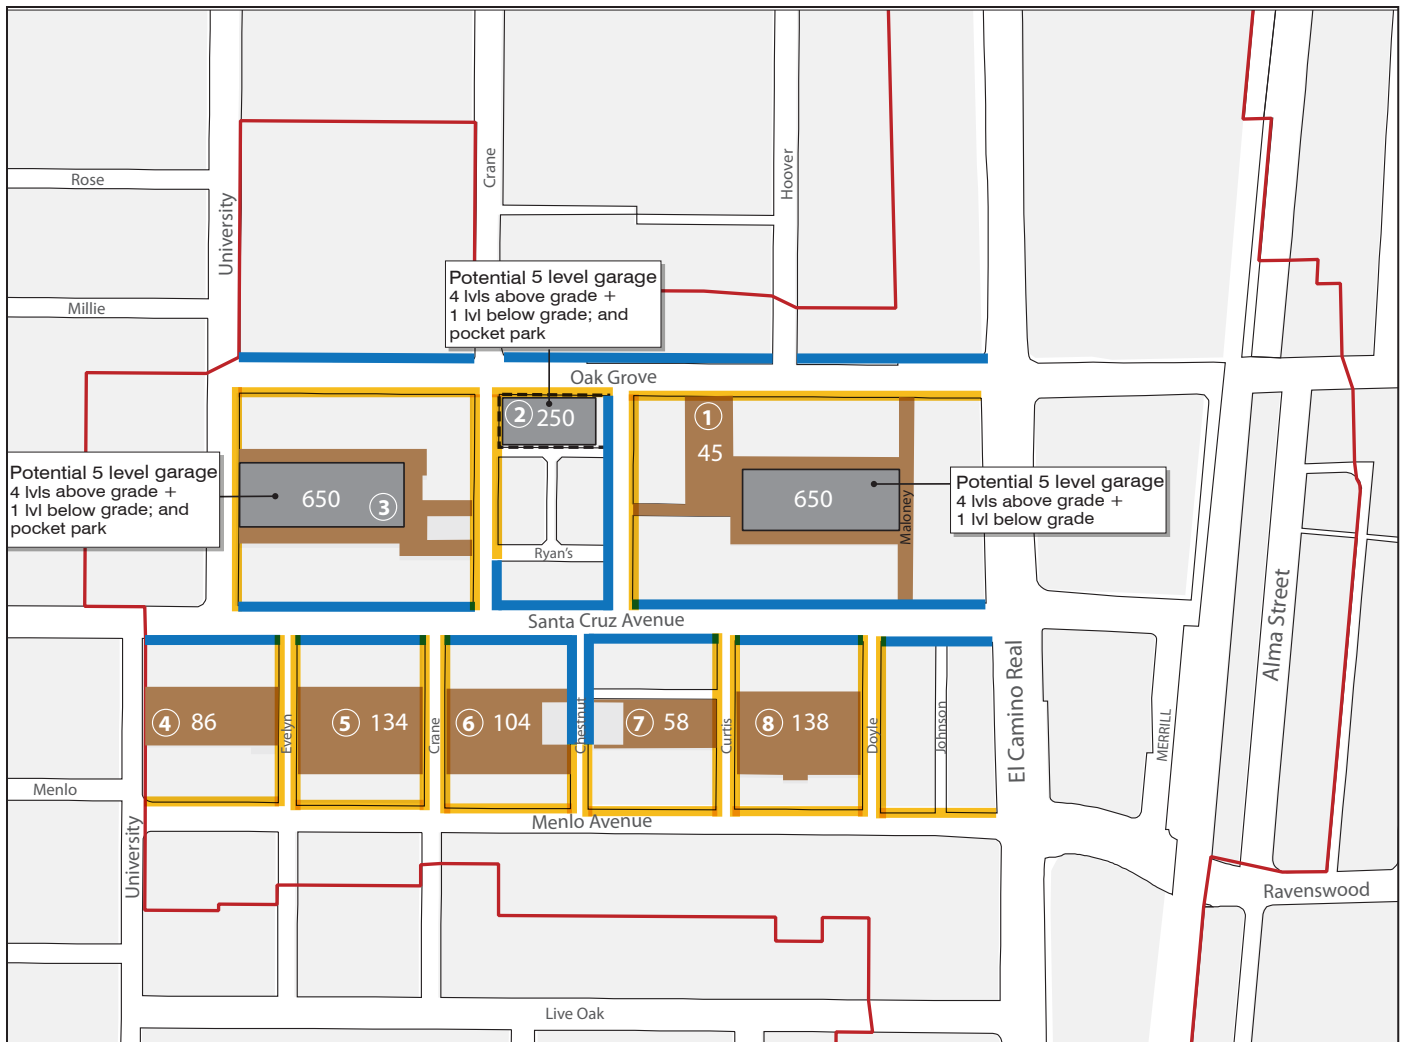 Rose
University
Crane
Hoover
Millie
Potential 5 level garage
4 lvls above grade +
1 lvl below grade; and
pocket park
Oak Grove
2 250
1
45
Potential 5 level garage
4 lvls above grade +
1 lvl below grade; and
pocket park
650
3
650
Maloney
Potential 5 level garage
4 lvls above grade +
1 lvl below grade
Ryan's
Santa Cruz Avenue
Alma Street
El Camino Real
4 86
Evelyn
5 134
Crane
6 104
Chestnut
7 58
Curtis
8 138
Doyle
Johnson
MERRILL
Menlo
Menlo Avenue
University
Ravenswood
Live Oak